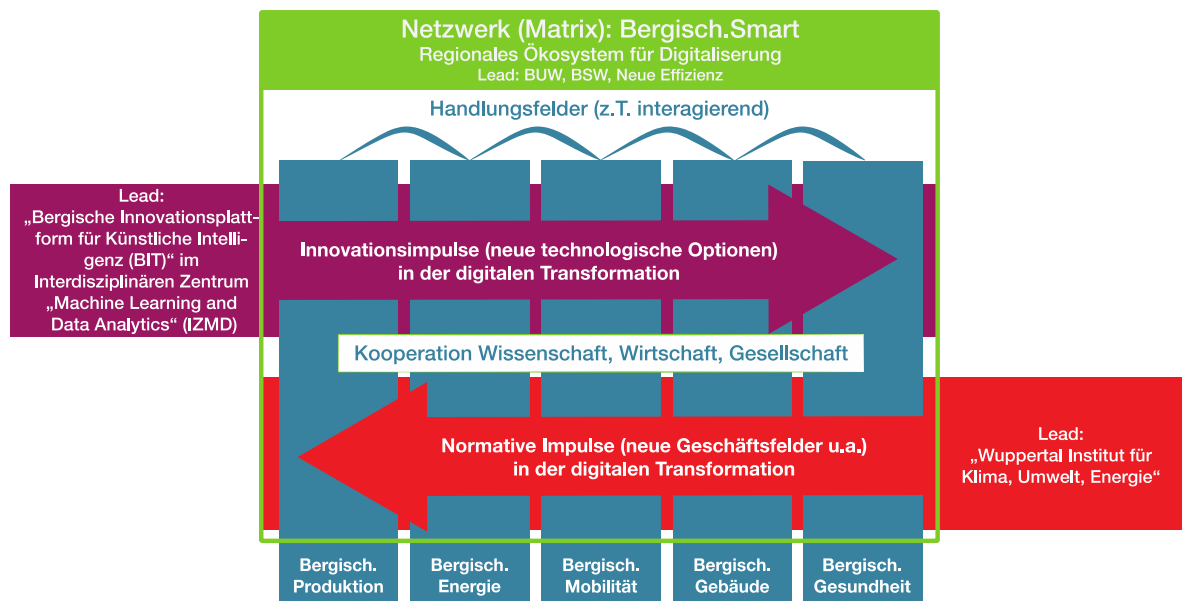 Netzwerk (Matrix): Bergisch.Smart
Regionales Ökosystem für Digitaliserung
Lead: BUW, BSW, Neue Effizienz
Handlungsfelder (z.T. interagierend)
Lead:
„Bergische Innovationsplatt-
form für Künstliche Intelli-
genz (BIT)“ im
Interdisziplinären Zentrum
„Machine Learning and
Data Analytics“ (IZMD)
Innovationsimpulse (neue technologische Optionen)
in der digitalen Transformation
Kooperation Wissenschaft, Wirtschaft, Gesellschaft
Normative Impulse (neue Geschäftsfelder u.a.)
in der digitalen Transformation
Lead:
„Wuppertal Institut für
Klima, Umwelt, Energie“
Bergisch.
Produktion
Bergisch.
Energie
Bergisch.
Mobilität
Bergisch.
Gebäude
Bergisch.
Gesundheit